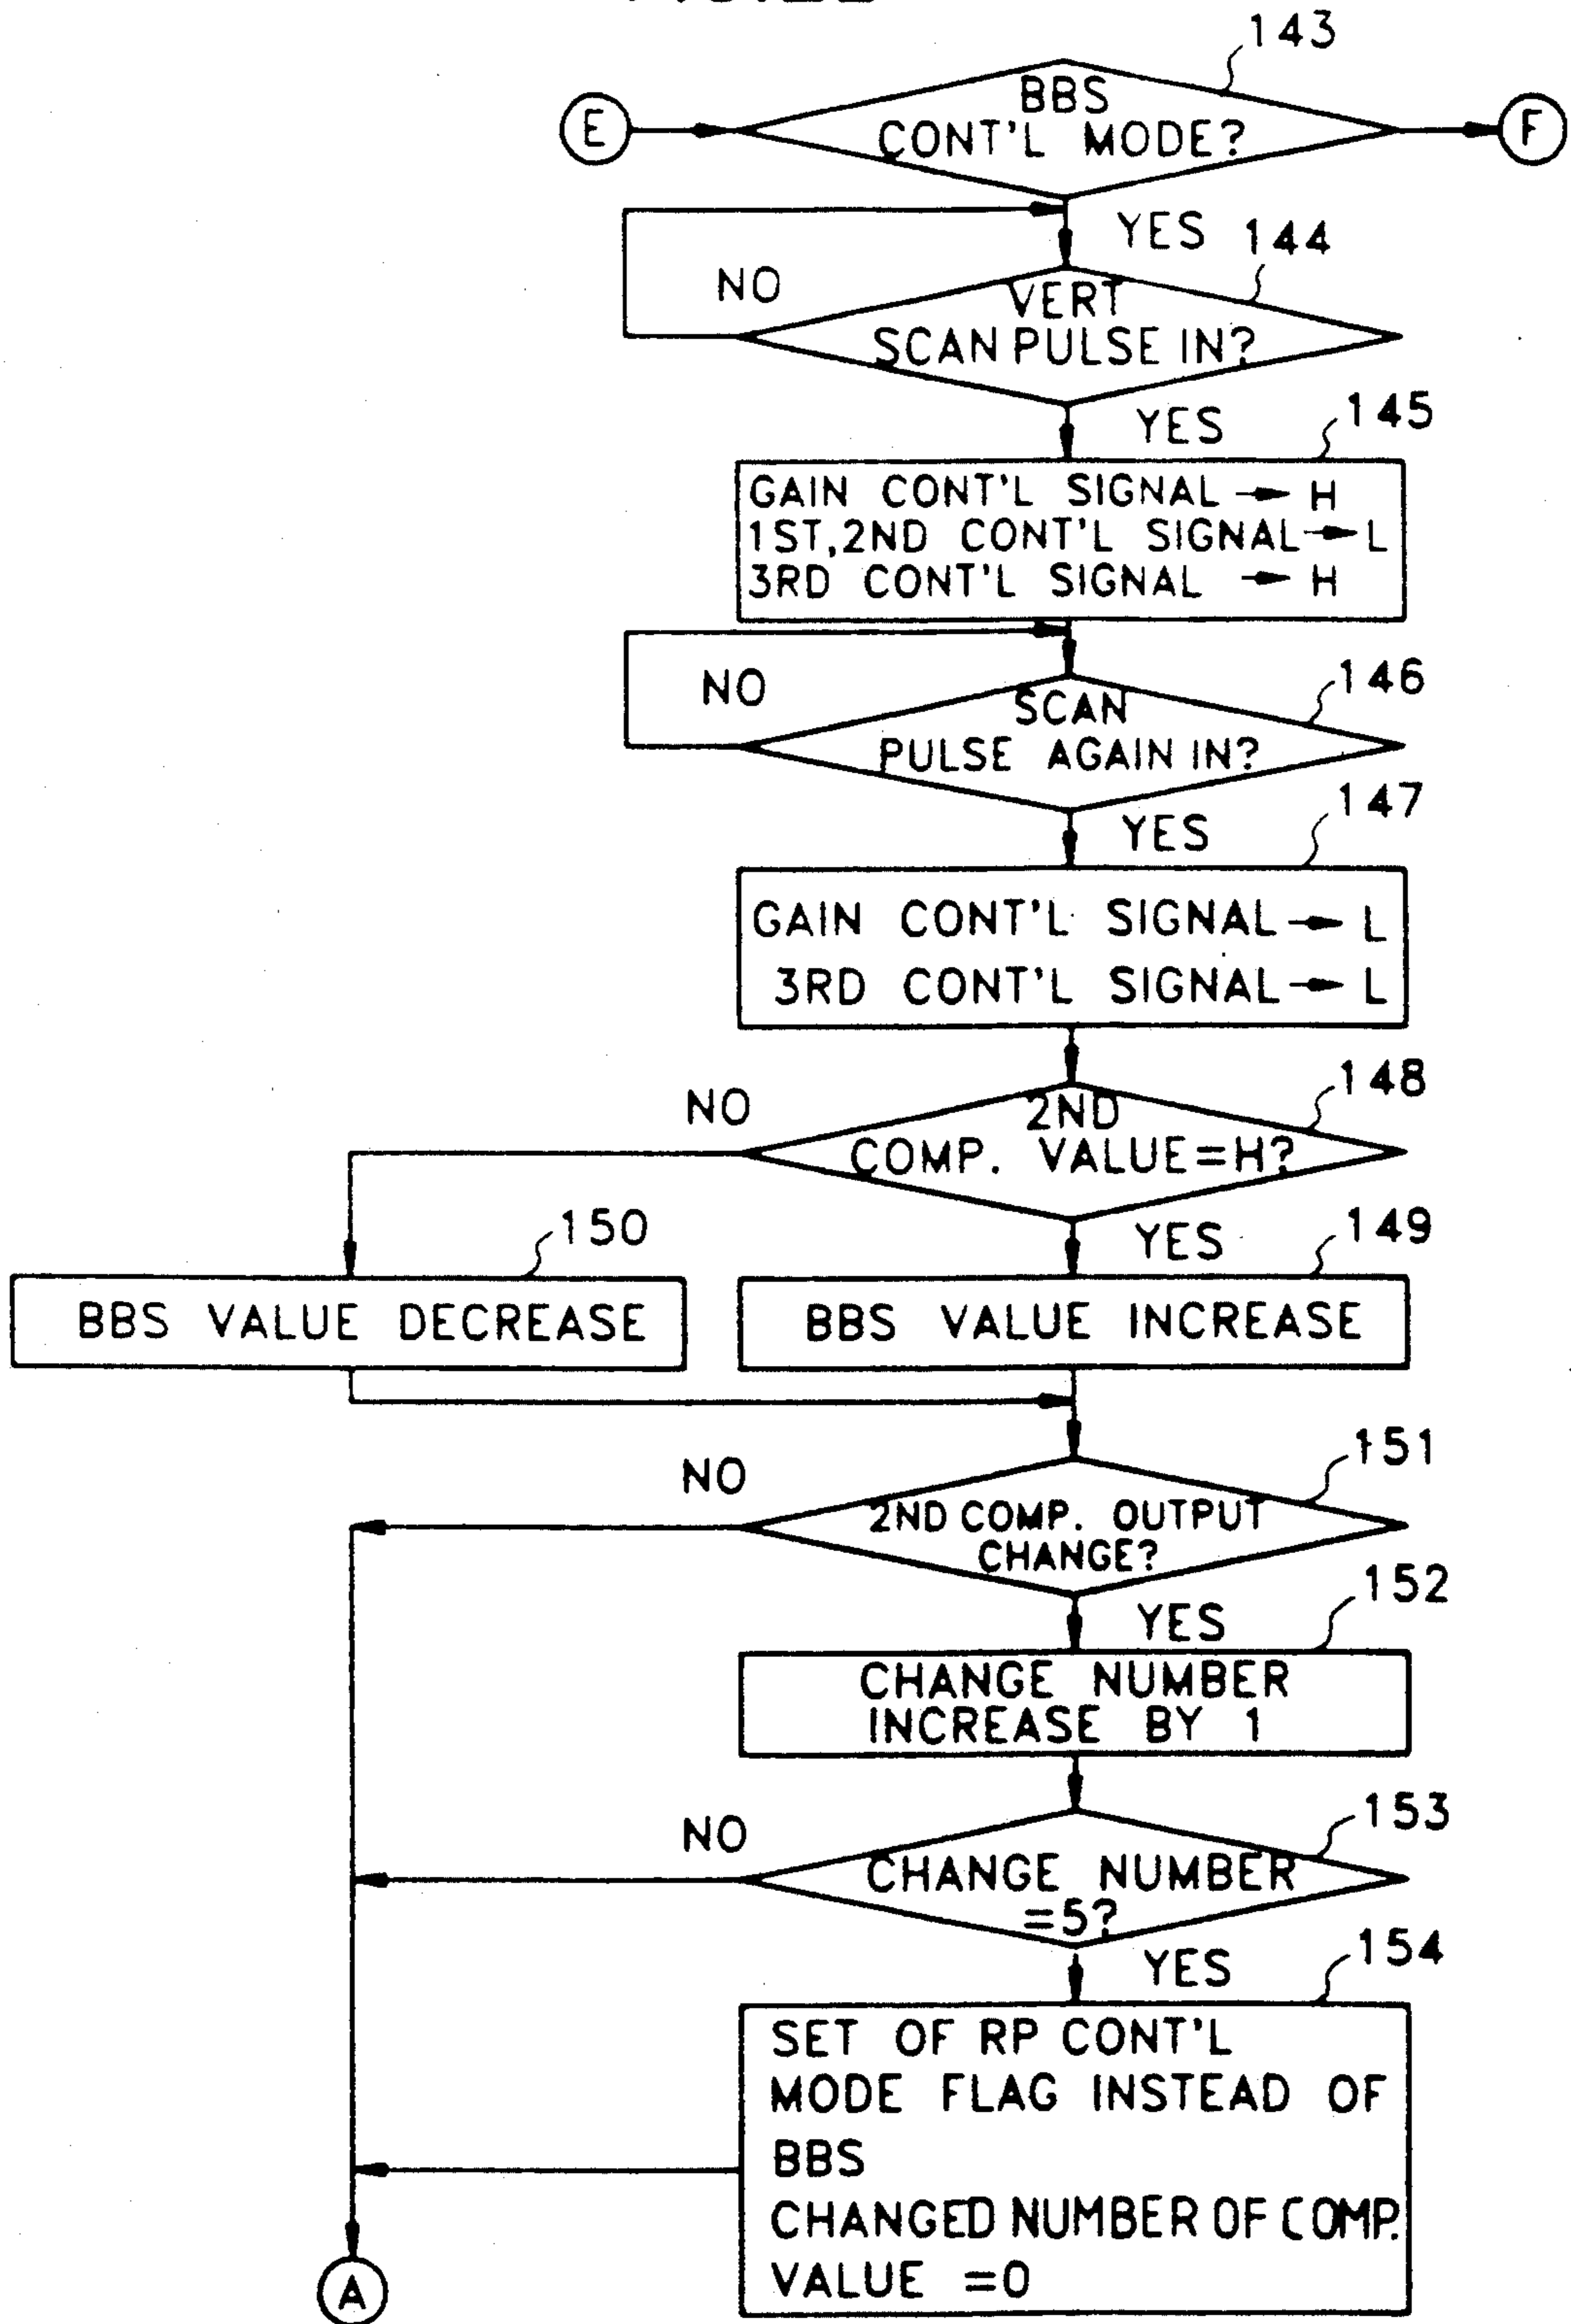 143
BBS
E
CONT'L MODE?
F
YES
144
NO
VERT
SCAN PULSE IN?
YES
145
GAIN CONT'L SIGNAL → H
1ST,2ND CONT'L SIGNAL → L
3RD CONT'L SIGNAL → H
146
NO
SCAN
PULSE AGAIN IN?
147
YES
GAIN CONT'L SIGNAL → L
3RD CONT'L SIGNAL → L
148
NO
2ND
COMP. VALUE=H?
150
YES
149
BBS VALUE DECREASE
BBS VALUE INCREASE
151
NO
2ND COMP. OUTPUT
CHANGE?
152
YES
CHANGE NUMBER
INCREASE BY 1
153
NO
CHANGE NUMBER
=5?
154
YES
SET OF RP CONT'L
MODE FLAG INSTEAD OF
BBS
CHANGED NUMBER OF COMP.
VALUE =0
A